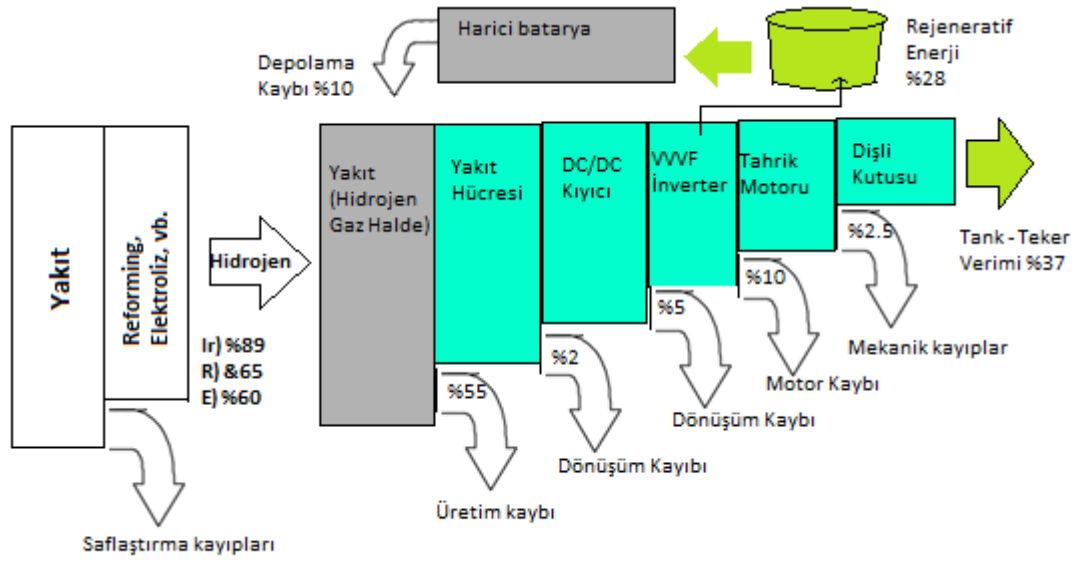 Harici batarya
Rejeneratif
Enerji
%28
Depolama
Kaybı %10
Yakıt
Reforming,
Elektroliz, vb.
Hidrojen
Ir) %89
R) &65
E) %60
Yakıt
(Hidrojen
Gaz Halde)
Yakıt
Hücresi
DC/DC
Kıyıcı
VVVF
İnverter
Tahrik
Motoru
Dişli
Kutusu
Tank - Teker
Verimi %37
%2.5
%10
%5
%2
%55
Mekanik kayıplar
Motor Kaybı
Dönüşüm Kaybı
Dönüşüm Kayıbı
Üretim kaybı
Saflaştırma kayıpları